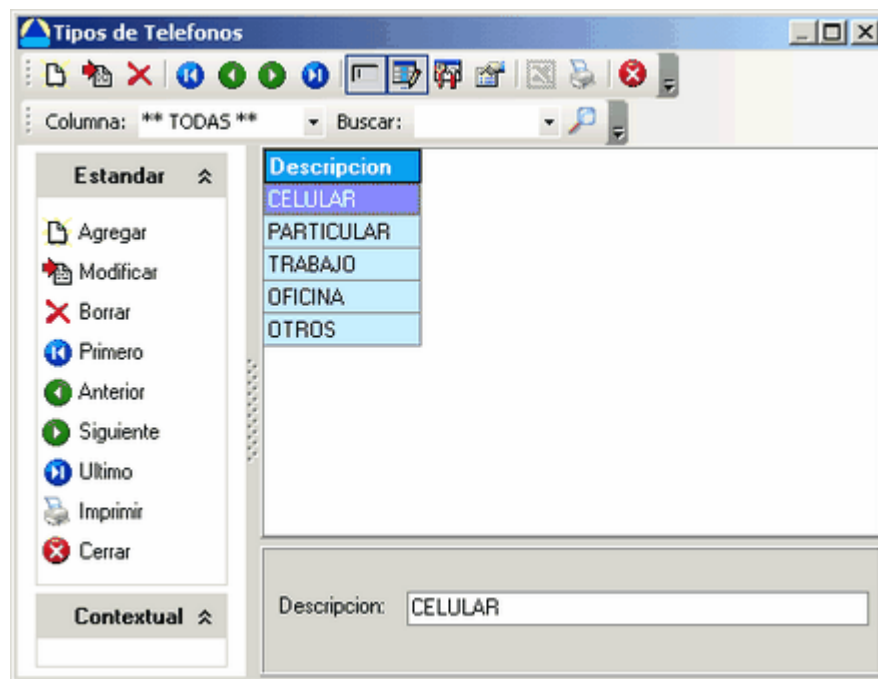 Tipos de Telefonos
Columna: ** TODAS ** Buscar:
Estandar
Agregar
Modificar
Borrar
Primero
Anterior
Siguiente
Ultimo
Imprimir
Cerrar
Contextual
Descripcion
CELULAR
PARTICULAR
TRABAJO
OFICINA
OTROS
Descripcion: CELULAR